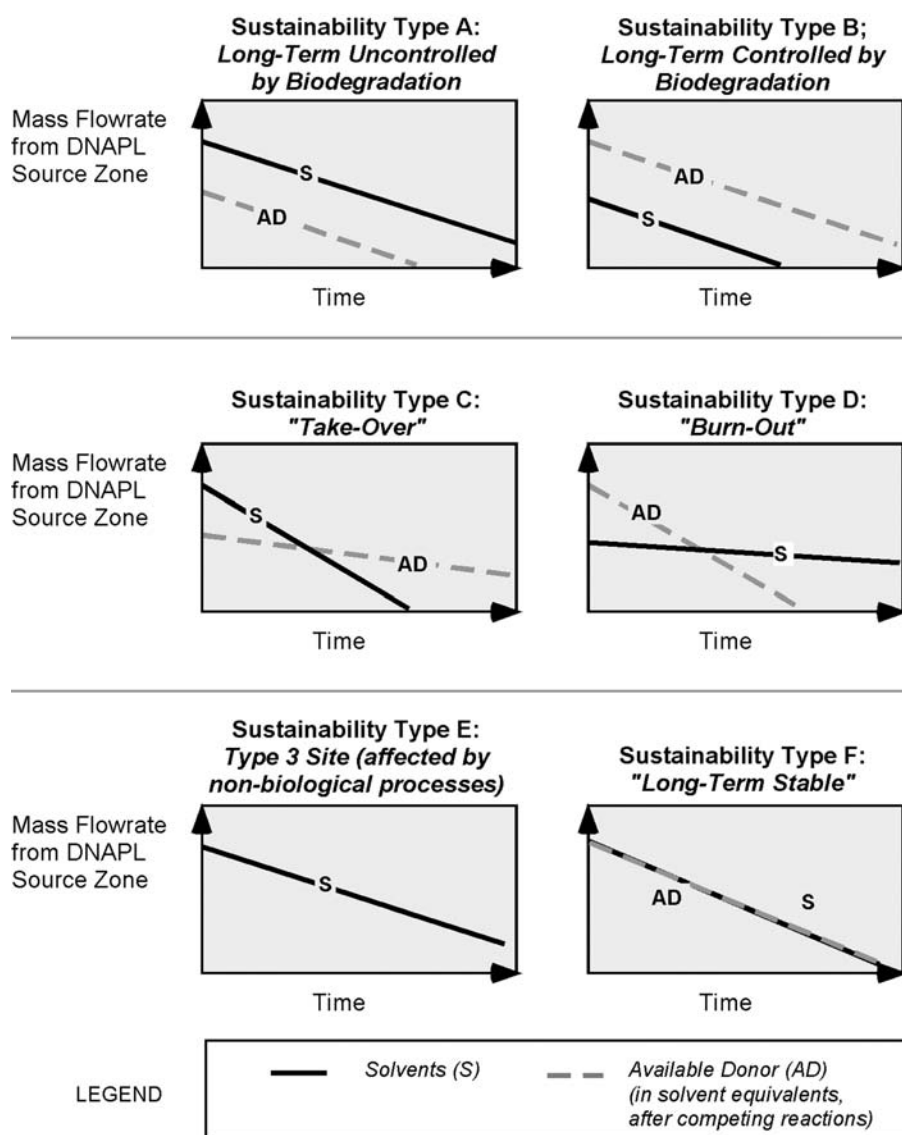 Sustainability Type A:
Long-Term Uncontrolled
by Biodegradation
Mass Flowrate
from DNAPL
Source Zone
S
AD
Time
Sustainability Type B;
Long-Term Controlled by
Biodegradation
AD
S
Time
Sustainability Type C:
"Take-Over"
Mass Flowrate
from DNAPL
Source Zone
S
AD
Time
Sustainability Type D:
"Burn-Out"
AD
S
Time
Sustainability Type E:
Type 3 Site (affected by
non-biological processes)
Mass Flowrate
from DNAPL
Source Zone
S
Time
Sustainability Type F:
"Long-Term Stable"
AD
S
Time
LEGEND
Solvents (S)
Available Donor (AD)
(in solvent equivalents,
after competing reactions)